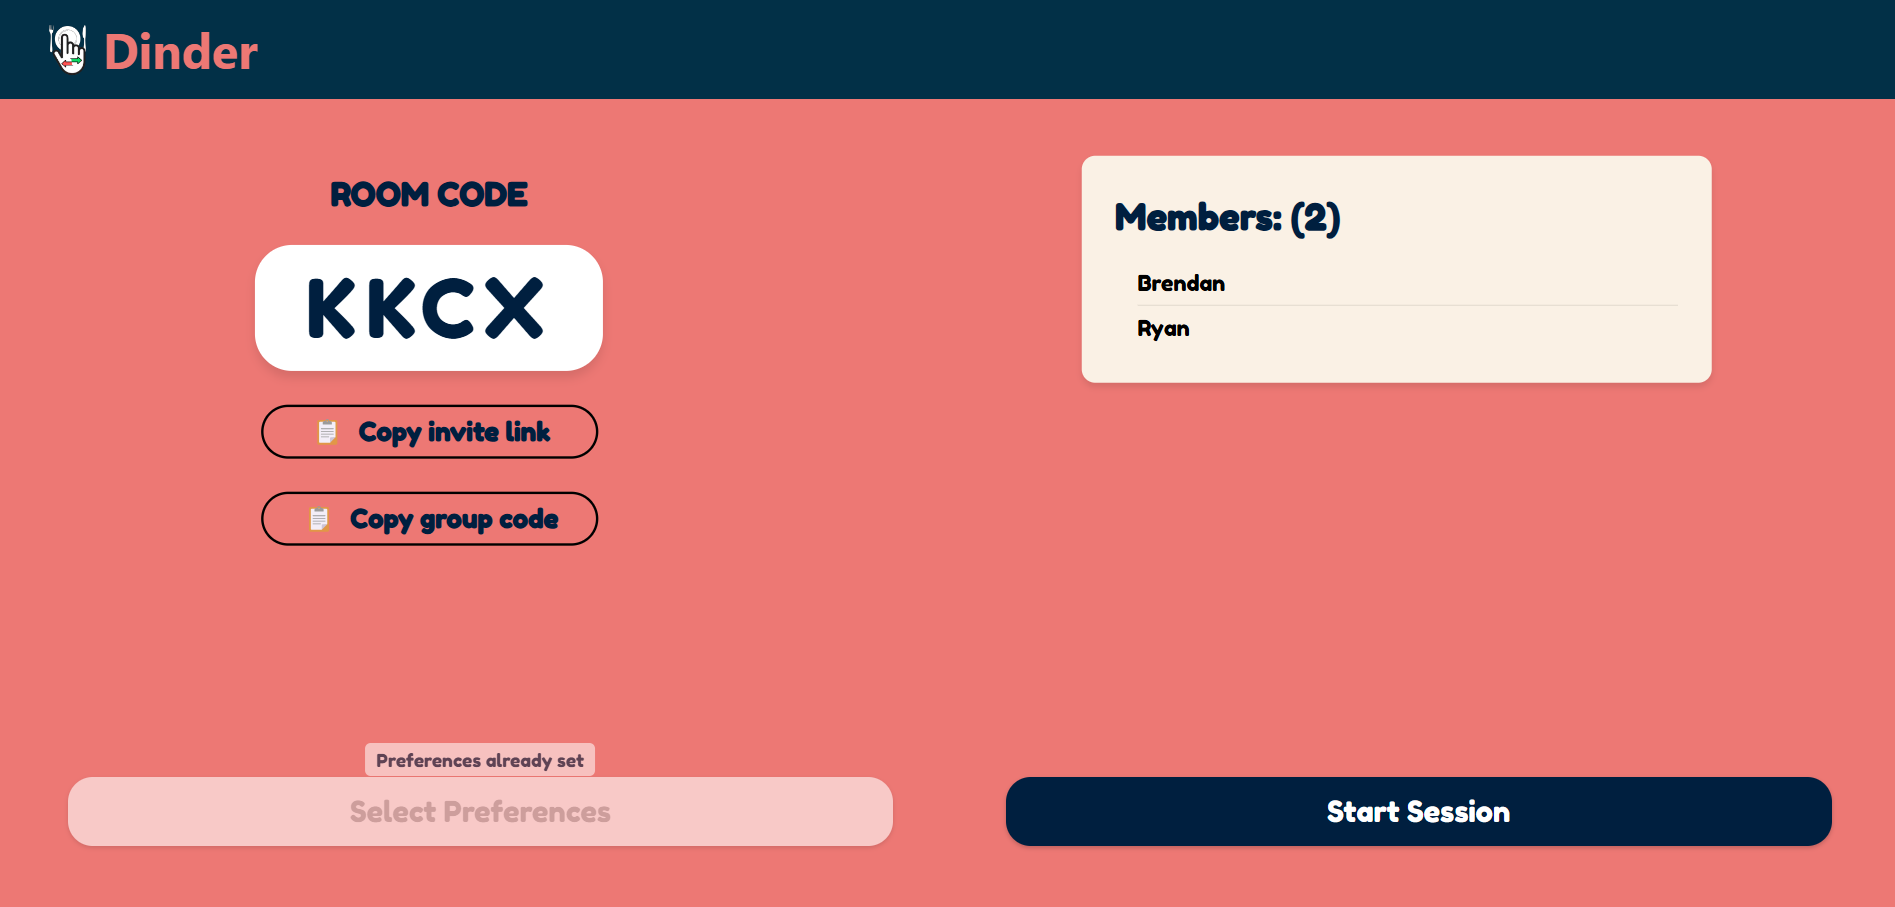 Dinder
ROOM CODE
KKCX
📋 Copy invite link
📋 Copy group code
Members: (2)
Brendan
Ryan
Preferences already set
Select Preferences
Start Session